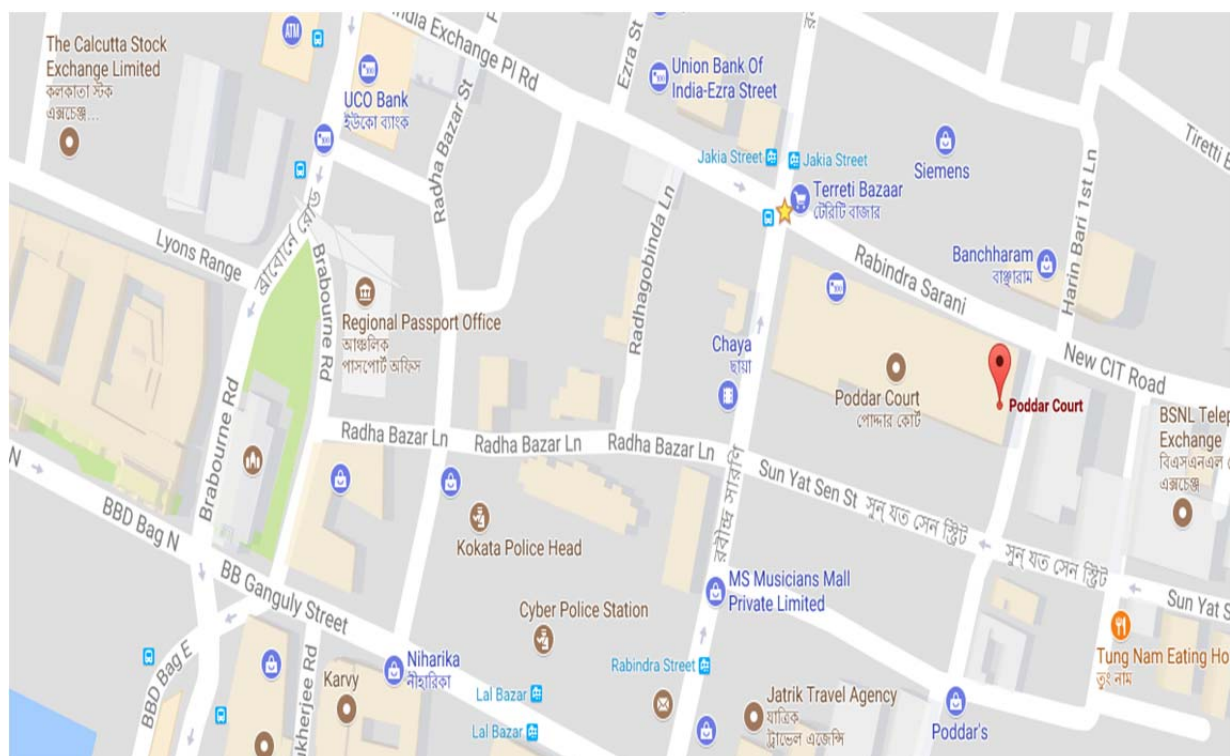 The Calcutta Stock
Exchange Limited
কলকাতা স্টক
এক্সচেঞ্জ...
ATM
UCO Bank
ইউকো ব্যাংক
India Exchange Pl Rd
Radha Bazar St
Ezra St
Union Bank Of
India-Ezra Street
Jakia Street
Jakia Street
Terreti Bazaar
টেরিটি বাজার
Siemens
Harin Bari 1st Ln
Tiretti
Lyons Range
ব্রাবোর্নে রোড
Brabourne Rd
Regional Passport Office
আঞ্চলিক
পাসপোর্ট অফিস
Radhagobinda Ln
Rabindra Sarani
Banchharam
বাঞ্ছারাম
New CIT Road
Chaya
ছায়া
Poddar Court
পোদ্দার কোর্ট
Poddar Court
BSNL Telep
Exchange
বিএসএনএল
এক্সচেঞ্জ
Brabourne Rd
Radha Bazar Ln
Radha Bazar Ln
Radha Bazar Ln
রবীন্দ্র সারণি
Sun Yat Sen St
সুন্ যত সেন স্ট্রিট
সুন্ যত সেন স্ট্রিট
Sun Yat S
N
BBD Bag N
BB Ganguly Street
Kokata Police Head
Cyber Police Station
MS Musicians Mall
Private Limited
Tung Nam Eating Ho
তুং নাম
BBD Bag E
ukherjee Rd
Karvy
Niharika
নীহারিকা
Rabindra Street
Lal Bazar
Lal Bazar
Jatrik Travel Agency
যাত্রিক
ট্রাভেল এজেন্সি
Poddar's